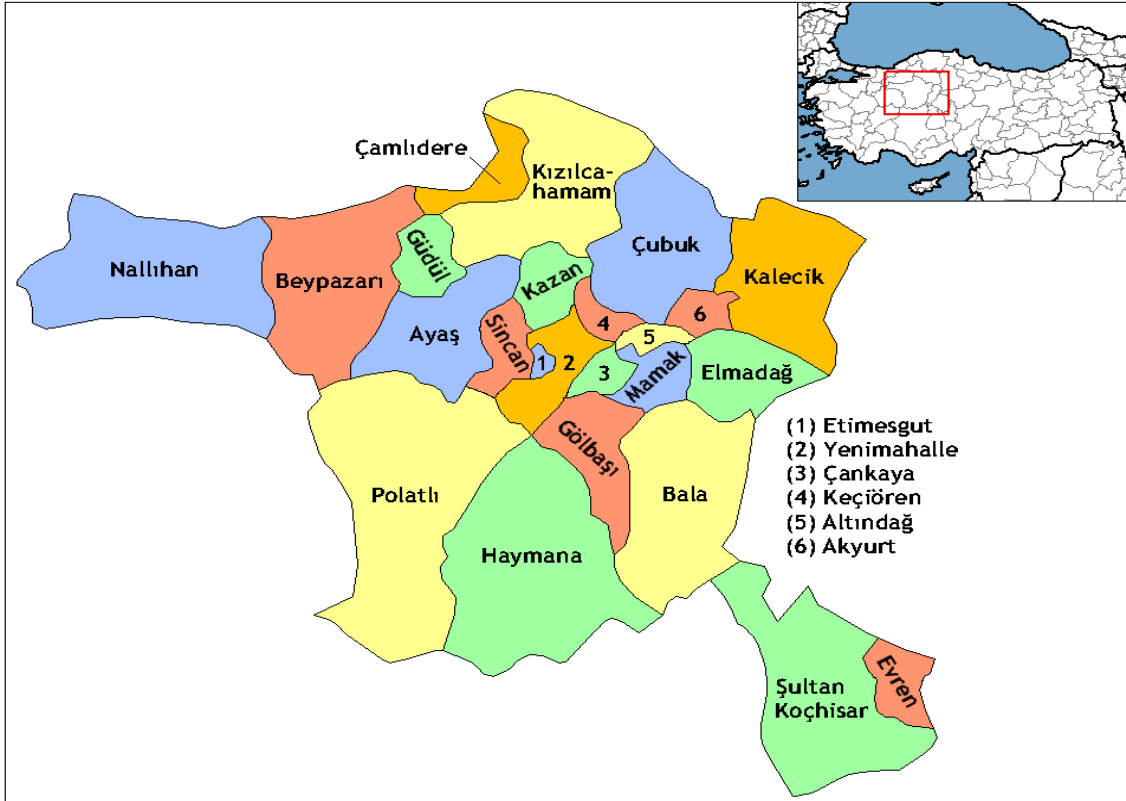 Çamlıdere
Kızılca-
hamam
Nallıhan
Beypazarı
Güdül
Çubuk
Kazan
Kalecik
Ayaş
Sincan
4
6
5
1
2
3
Mamak
Elmadağ
Gölbaşı
Polatlı
Bala
Haymana
(1) Etimesgut
(2) Yenimahalle
(3) Çankaya
(4) Keçiören
(5) Altındağ
(6) Akyurt
Şultan
Koçhisar
Evren